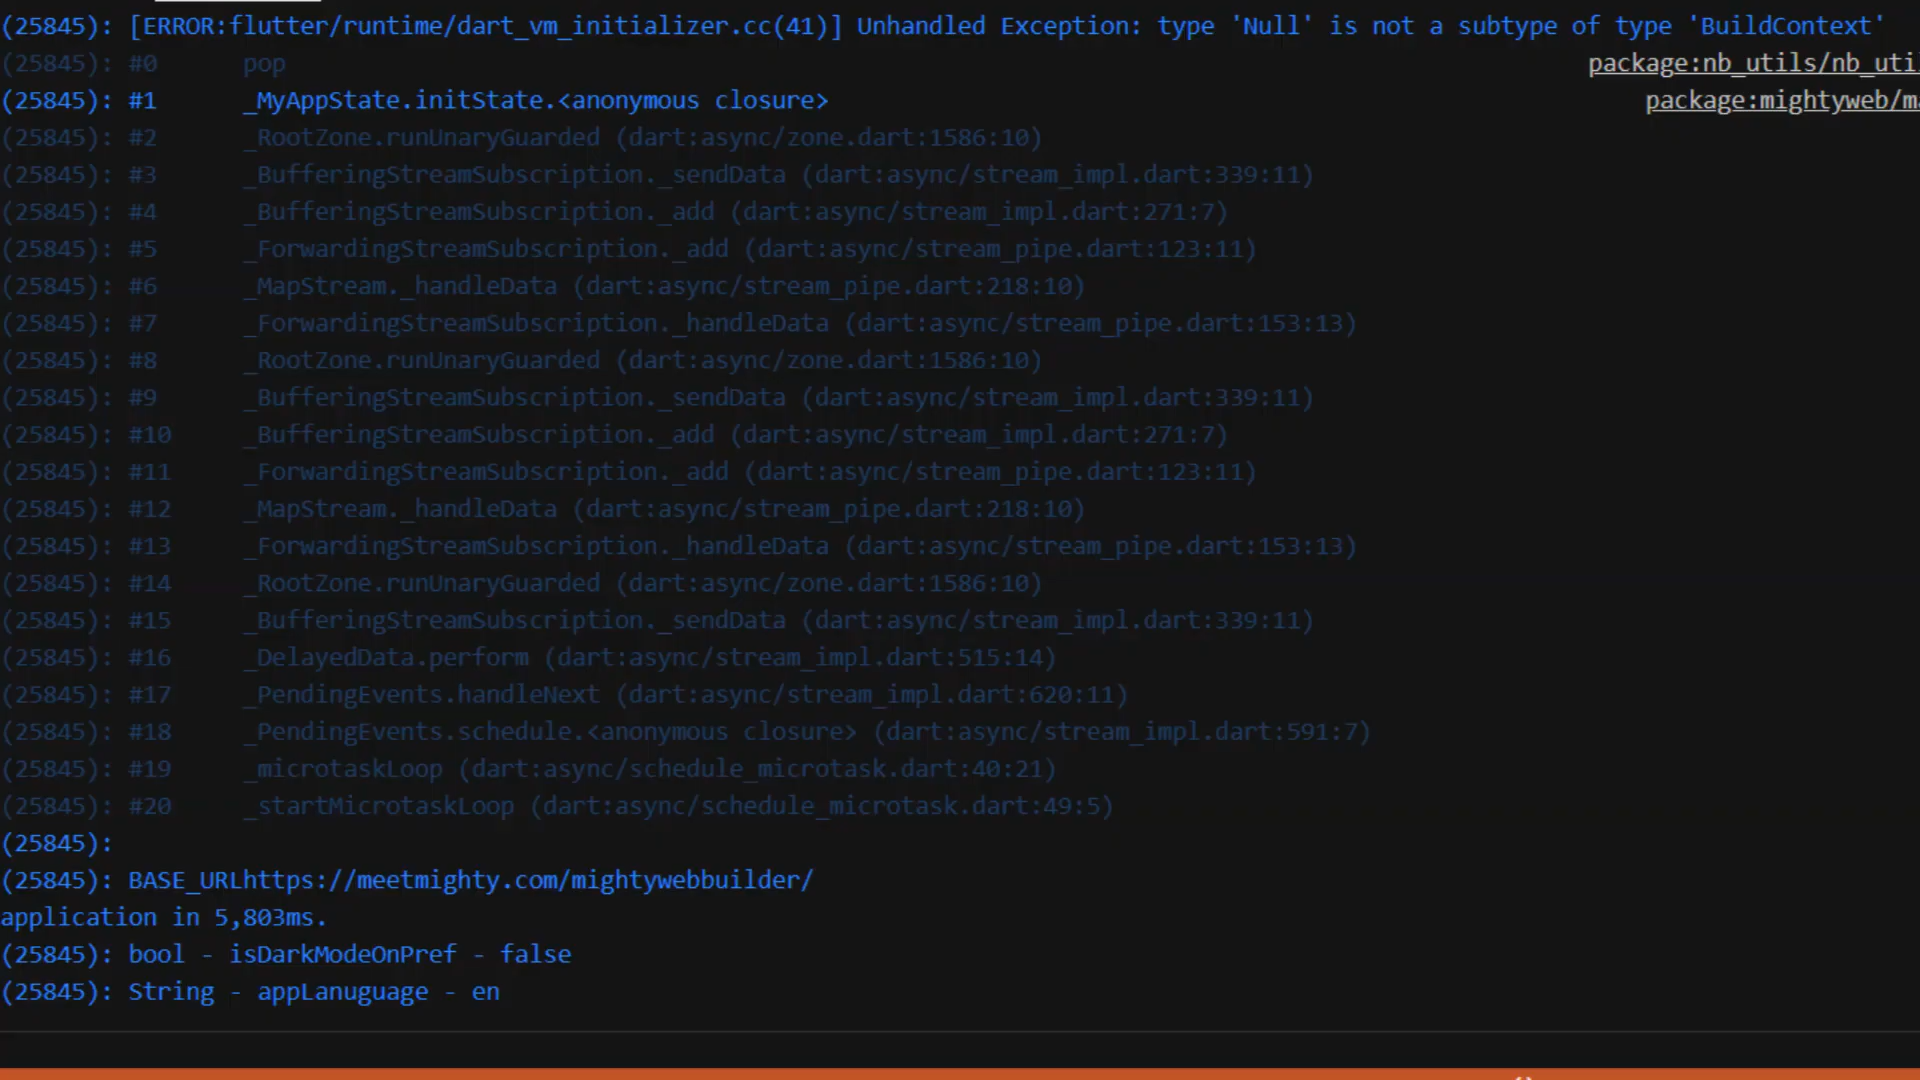 (25845): [ERROR:flutter/runtime/dart_vm_initializer.cc(41)] Unhandled Exception: type 'Null' is not a subtype of type 'BuildContext'
(25845): #0 pop package:nb_utils/nb_uti
(25845): #1 _MyAppState.initState.<anonymous closure> package:mightyweb/ma
(25845): #2 _RootZone.runUnaryGuarded (dart:async/zone.dart:1586:10)
(25845): #3 _BufferingStreamSubscription._sendData (dart:async/stream_impl.dart:339:11)
(25845): #4 _BufferingStreamSubscription._add (dart:async/stream_impl.dart:271:7)
(25845): #5 _ForwardingStreamSubscription._add (dart:async/stream_pipe.dart:123:11)
(25845): #6 _MapStream._handleData (dart:async/stream_pipe.dart:218:10)
(25845): #7 _ForwardingStreamSubscription._handleData (dart:async/stream_pipe.dart:153:13)
(25845): #8 _RootZone.runUnaryGuarded (dart:async/zone.dart:1586:10)
(25845): #9 _BufferingStreamSubscription._sendData (dart:async/stream_impl.dart:339:11)
(25845): #10 _BufferingStreamSubscription._add (dart:async/stream_impl.dart:271:7)
(25845): #11 _ForwardingStreamSubscription._add (dart:async/stream_pipe.dart:123:11)
(25845): #12 _MapStream._handleData (dart:async/stream_pipe.dart:218:10)
(25845): #13 _ForwardingStreamSubscription._handleData (dart:async/stream_pipe.dart:153:13)
(25845): #14 _RootZone.runUnaryGuarded (dart:async/zone.dart:1586:10)
(25845): #15 _BufferingStreamSubscription._sendData (dart:async/stream_impl.dart:339:11)
(25845): #16 _DelayedData.perform (dart:async/stream_impl.dart:515:14)
(25845): #17 _PendingEvents.handleNext (dart:async/stream_impl.dart:620:11)
(25845): #18 _PendingEvents.schedule.<anonymous closure> (dart:async/stream_impl.dart:591:7)
(25845): #19 _microtaskLoop (dart:async/schedule_microtask.dart:40:21)
(25845): #20 _startMicrotaskLoop (dart:async/schedule_microtask.dart:49:5)
(25845):
(25845): BASE_URLhttps://meetmighty.com/mightywebbuilder/
application in 5,803ms.
(25845): bool - isDarkModeOnPref - false
(25845): String - appLanuguage - en